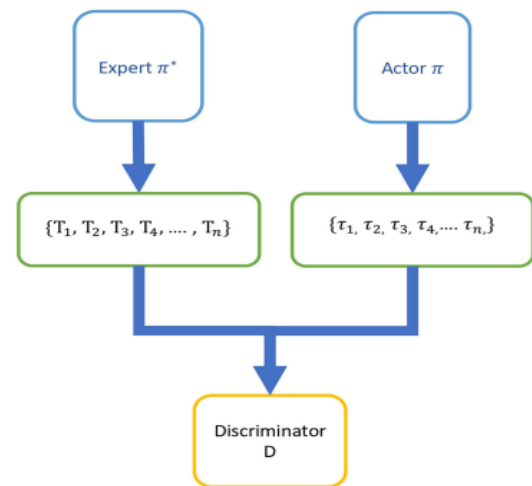 Expert π*
Actor π
{T₁, T₂, T₃, T₄, .... , Tₙ}
{τ₁, τ₂, τ₃, τ₄,.... τₙ,}
Discriminator
D